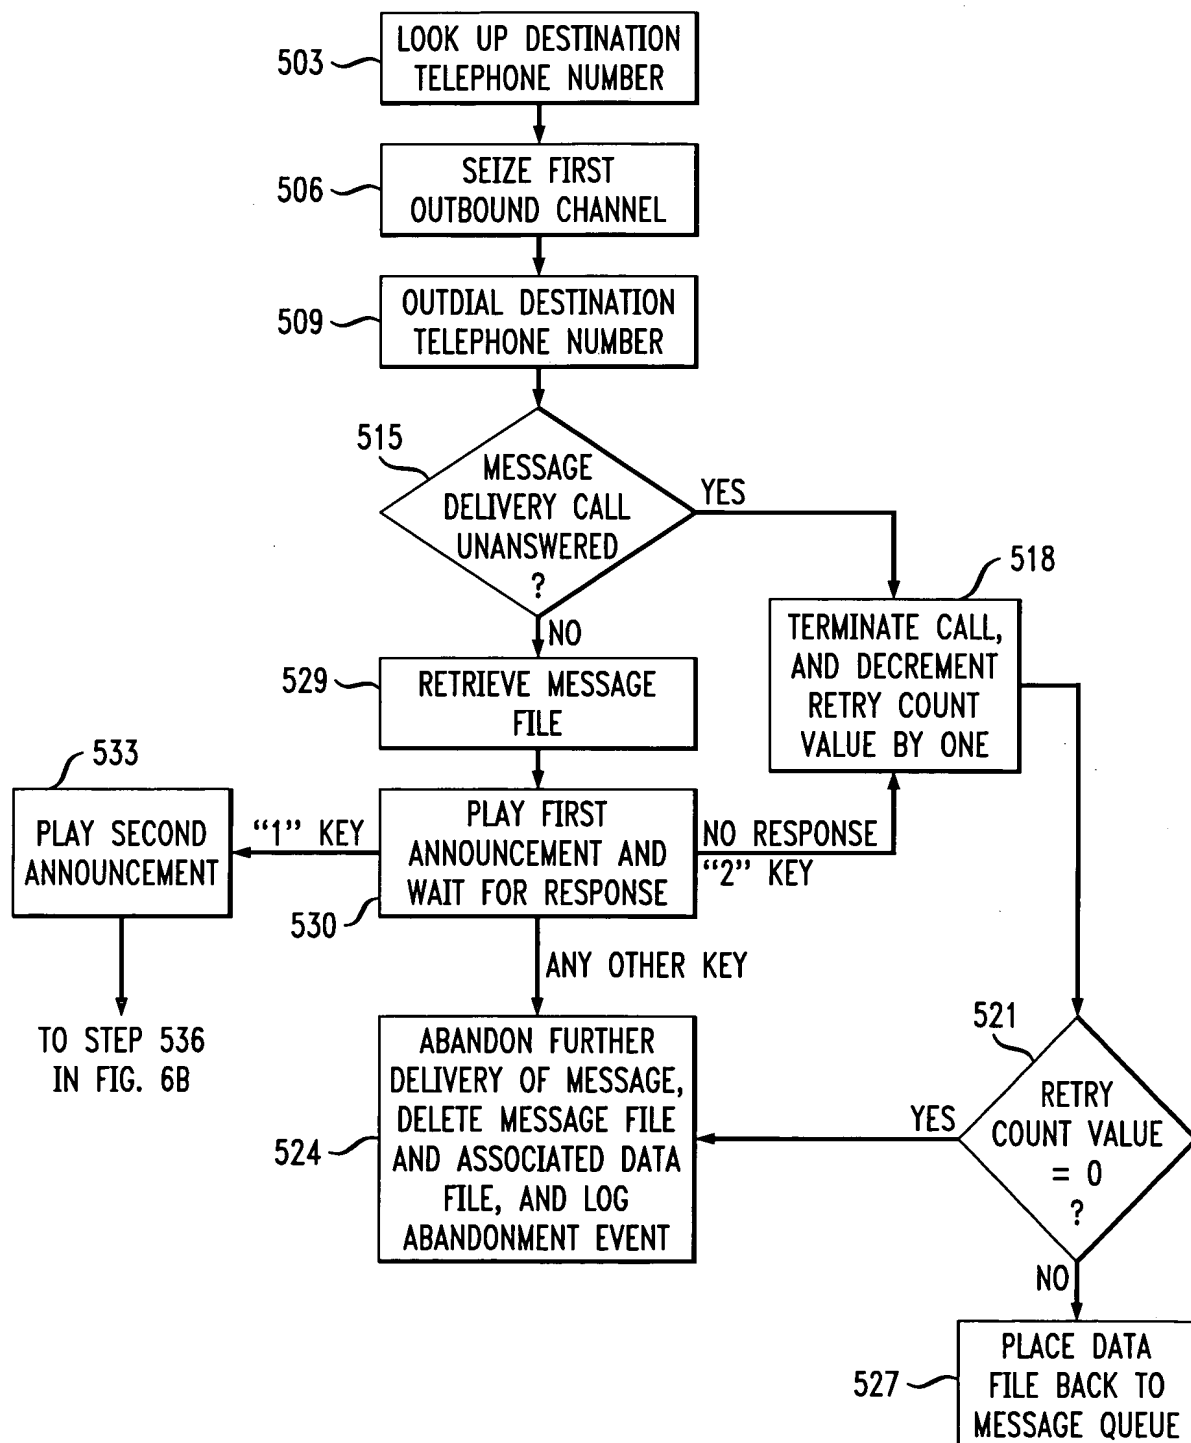 LOOK UP DESTINATION
TELEPHONE NUMBER
503
SEIZE FIRST
OUTBOUND CHANNEL
506
OUTDIAL DESTINATION
TELEPHONE NUMBER
509
515
MESSAGE
DELIVERY CALL
UNANSWERED
?
YES
NO
518
TERMINATE CALL,
AND DECREMENT
RETRY COUNT
VALUE BY ONE
529
RETRIEVE MESSAGE
FILE
533
PLAY SECOND
ANNOUNCEMENT
“1” KEY
PLAY FIRST
ANNOUNCEMENT AND
WAIT FOR RESPONSE
530
NO RESPONSE
“2” KEY
ANY OTHER KEY
TO STEP 536
IN FIG. 6B
524
ABANDON FURTHER
DELIVERY OF MESSAGE,
DELETE MESSAGE FILE
AND ASSOCIATED DATA
FILE, AND LOG
ABANDONMENT EVENT
521
RETRY
COUNT VALUE
= 0
?
YES
NO
527
PLACE DATA
FILE BACK TO
MESSAGE QUEUE